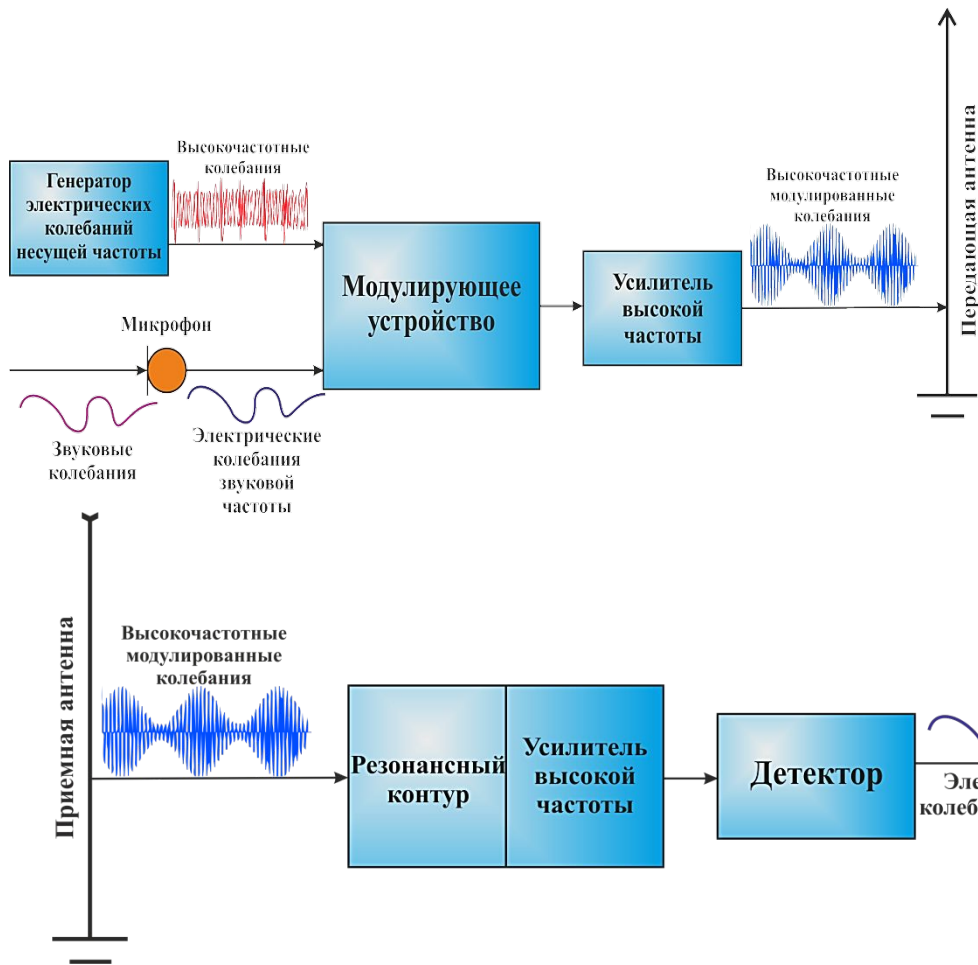 Генератор
электрических
колебаний
несущей частоты
Высокочастотные
колебания
Микрофон
Звуковые
колебания
Электрические
колебания
звуковой
частоты
Модулирующее
устройство
Усилитель
высокой
частоты
Высокочастотные
модулированные
колебания
Передающая антенна
Приемная антенна
Высокочастотные
модулированные
колебания
Резонансный
контур
Усилитель
высокой
частоты
Детектор